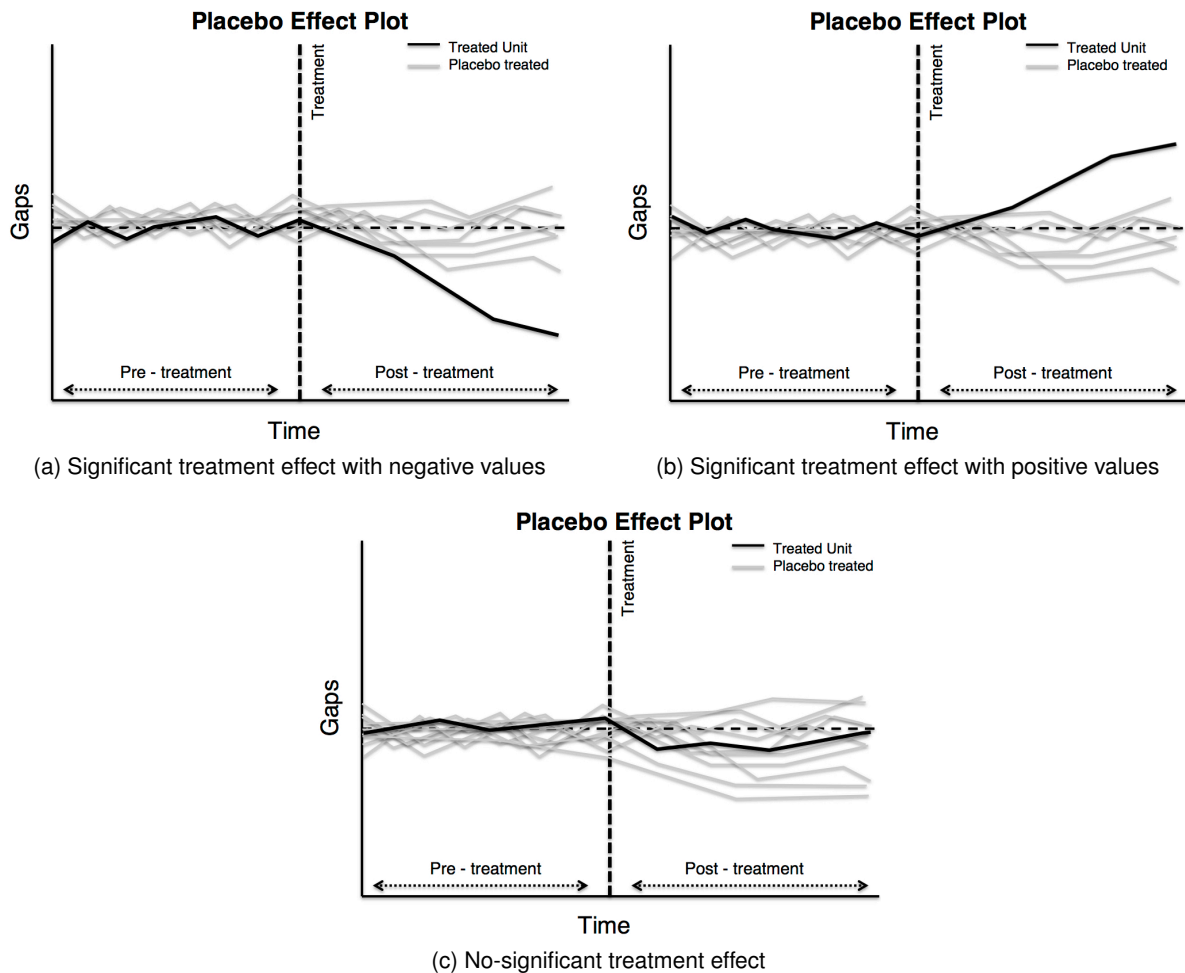 Placebo Effect Plot
Treated Unit
Placebo treated
Treatment
Gaps
Pre - treatment
Post - treatment
Time
(a) Significant treatment effect with negative values
Placebo Effect Plot
Treated Unit
Placebo treated
Treatment
Gaps
Pre - treatment
Post - treatment
Time
(b) Significant treatment effect with positive values
Placebo Effect Plot
Treated Unit
Placebo treated
Treatment
Gaps
Pre - treatment
Post - treatment
Time
(c) No-significant treatment effect